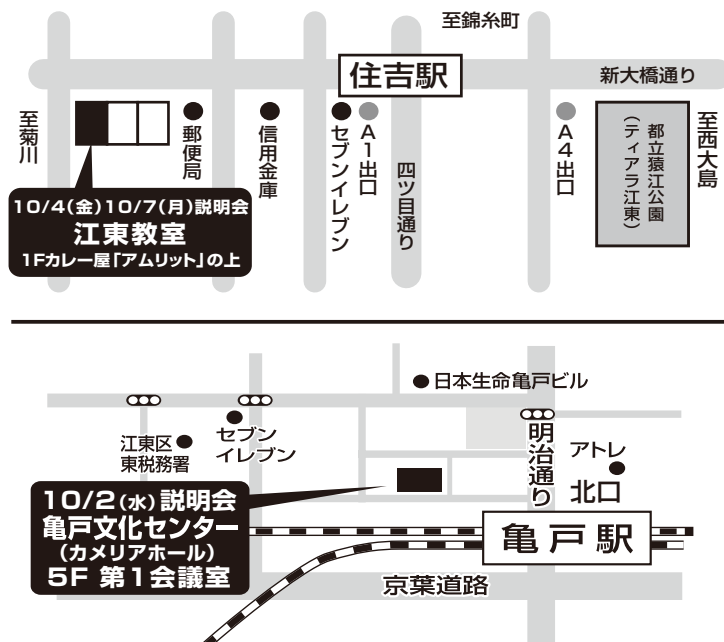 至錦糸町
住吉駅
新大橋通り
至菊川
郵便局
信用金庫
セブンイレブン
A1出口
四ツ目通り
A4出口
都立猿江公園
(ティアラ江東)
至西大島
10/4(金)10/7(月)説明会
江東教室
1Fカレー屋「アムリット」の上
日本生命亀戸ビル
セブン
イレブン
江東区
東税務署
明治通り
アトレ
北口
10/2(水)説明会
亀戸文化センター
(カメリアホール)
5F 第1会議室
亀戸駅
京葉道路